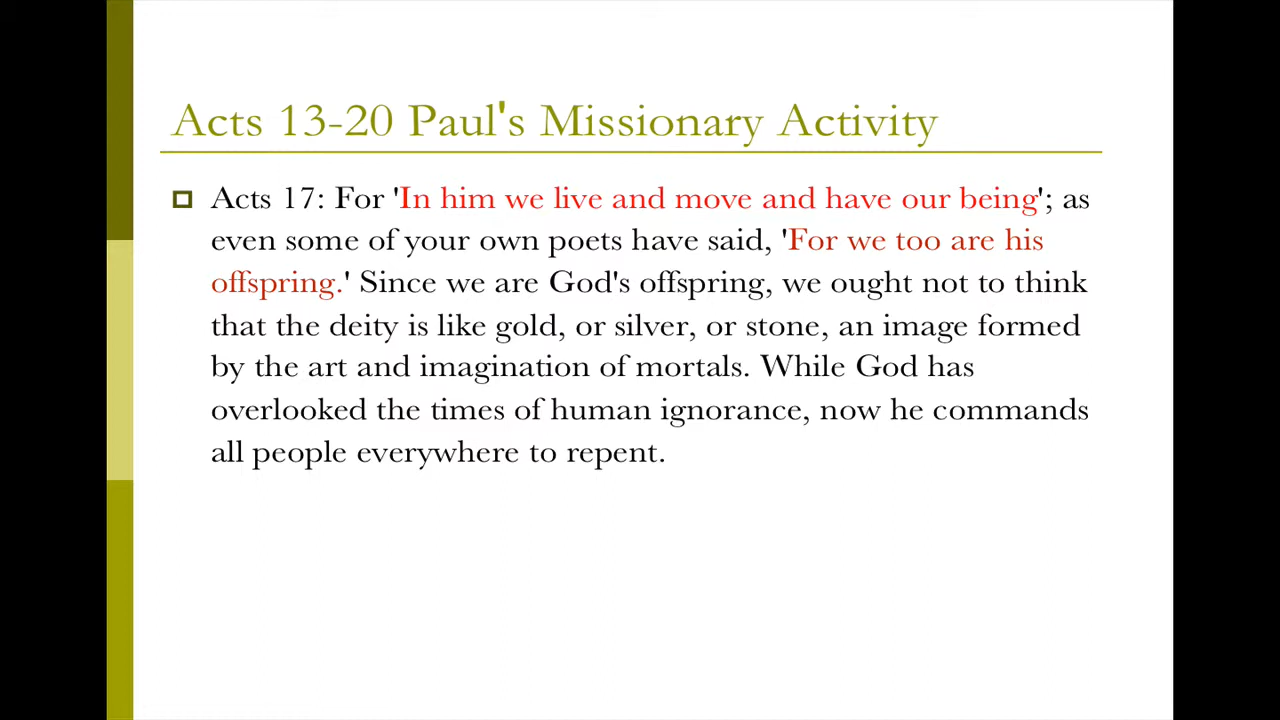 Acts 13-20 Paul's Missionary Activity
Acts 17: For 'In him we live and move and have our being'; as
even some of your own poets have said, 'For we too are his
offspring.' Since we are God's offspring, we ought not to think
that the deity is like gold, or silver, or stone, an image formed
by the art and imagination of mortals. While God has
overlooked the times of human ignorance, now he commands
all people everywhere to repent.